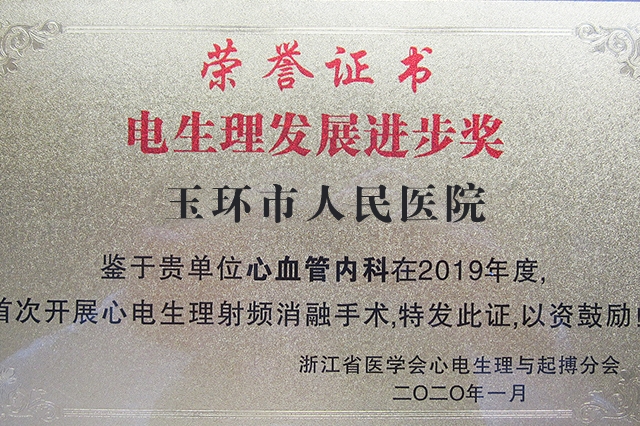 荣誉证书
电生理发展进步奖
玉环市人民医院
鉴于贵单位心血管内科在2019年度,
首次开展心电生理射频消融手术,特发此证,以资鼓励
浙江省医学会心电生理与起搏分会
二〇二〇年一月